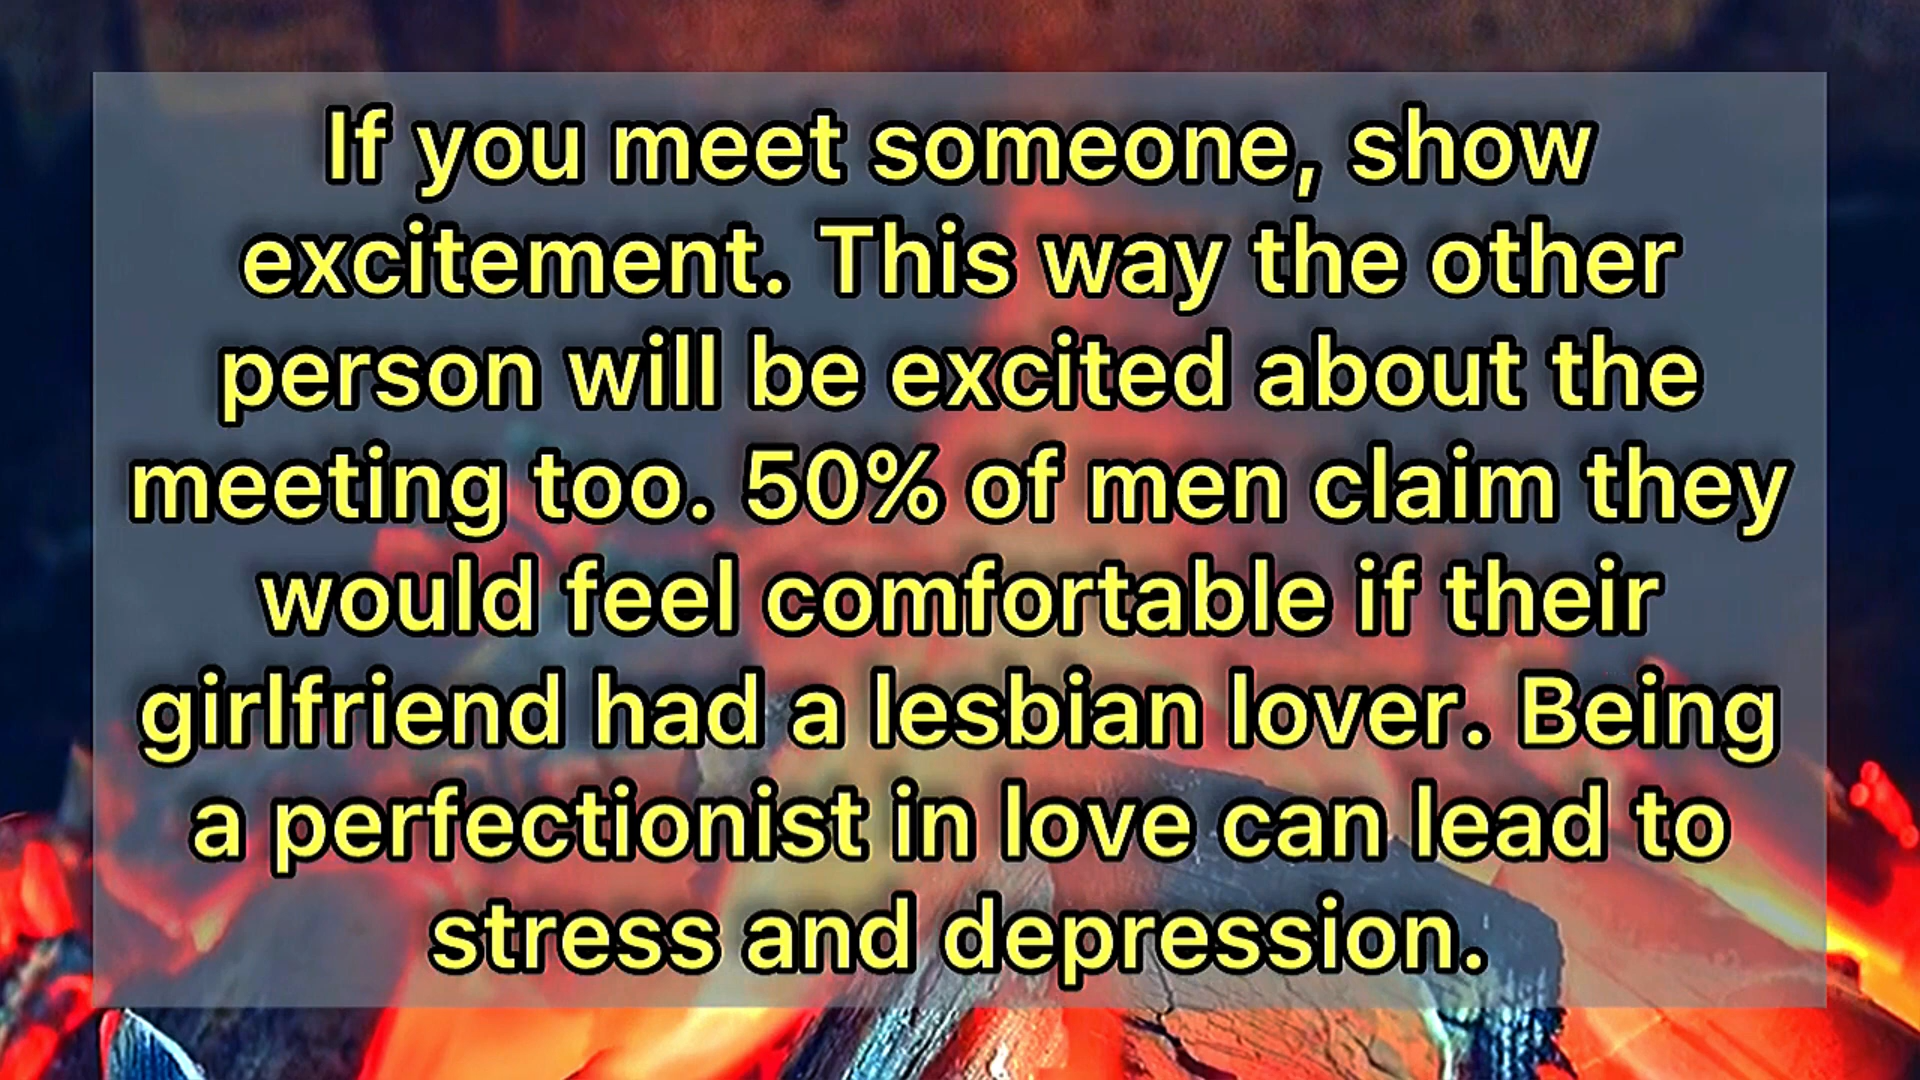 If you meet someone, show
excitement. This way the other
person will be excited about the
meeting too. 50% of men claim they
would feel comfortable if their
girlfriend had a lesbian lover. Being
a perfectionist in love can lead to
stress and depression.